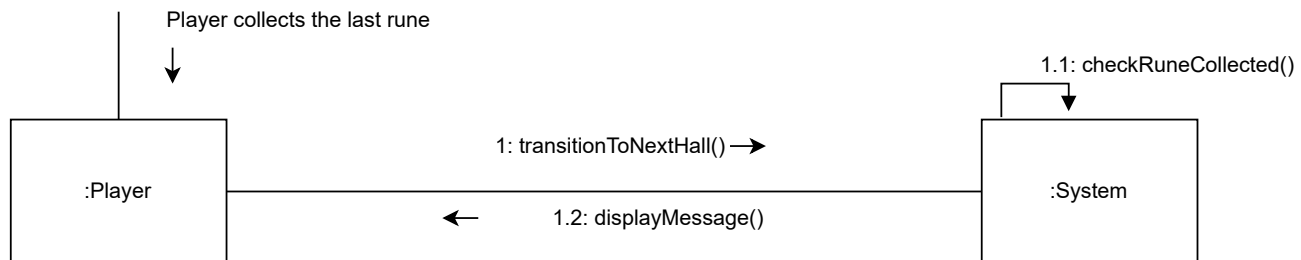 Player collects the last rune
1.1: checkRuneCollected()
1: transitionToNextHall()
:Player
:System
1.2: displayMessage()